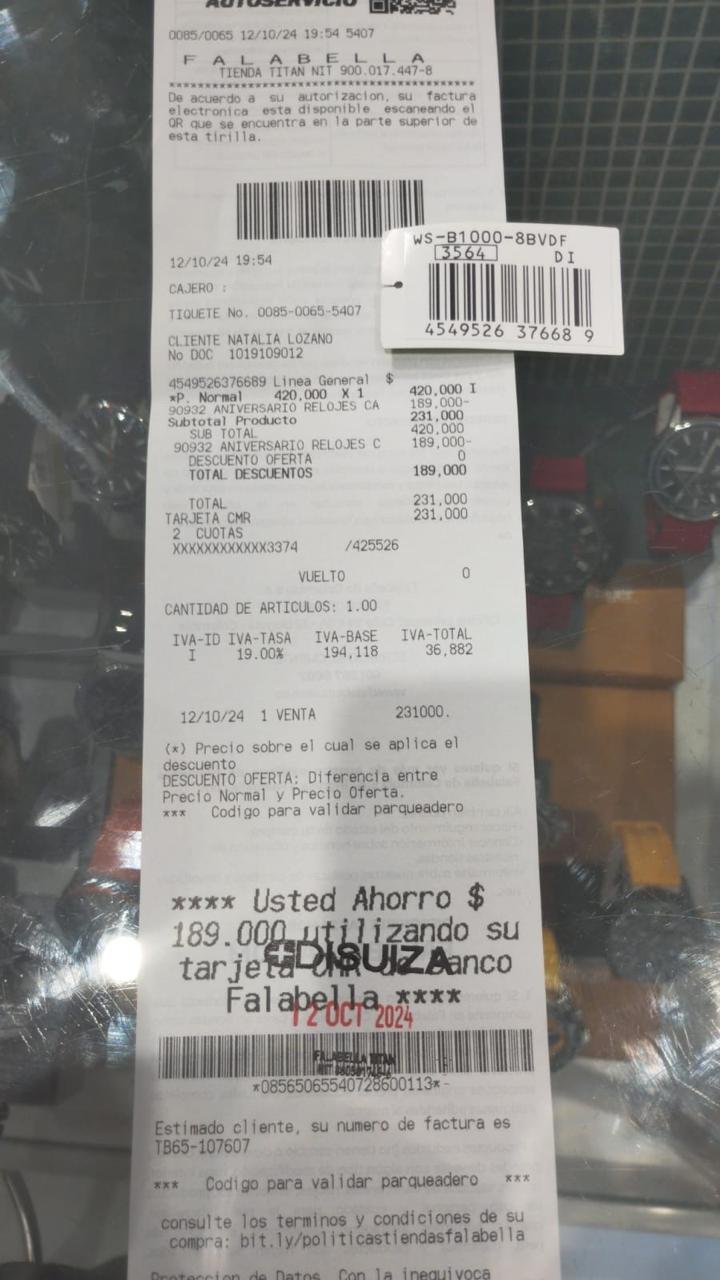 AUTOSERVICIO
0085/0065 12/10/24 19:54 5407
F A L A B E L L A
TIENDA TITAN NIT 900.017.447-8
De acuerdo a su autorizacion, su factura
electronica esta disponible escaneando el
QR que se encuentra en la parte superior de
esta tirilla.
WS-B1000-8BVDF
3564 DI
4549526 37668 9
12/10/24 19:54
CAJERO :
TIQUETE No. 0085-0065-5407
CLIENTE NATALIA LOZANO
No DOC 1019109012
4549526376689 Linea General $
*P. Normal 420,000 X 1 420,000 I
90932 ANIVERSARIO RELOJES CA 189,000-
Subtotal Producto 231,000
SUB TOTAL 420,000
90932 ANIVERSARIO RELOJES C 189,000-
DESCUENTO OFERTA 0
TOTAL DESCUENTOS 189,000
TOTAL 231,000
TARJETA CMR 231,000
2 CUOTAS
XXXXXXXXXXXX3374 /425526
VUELTO 0
CANTIDAD DE ARTICULOS: 1.00
IVA-ID IVA-TASA IVA-BASE IVA-TOTAL
I 19.00% 194,118 36,882
12/10/24 1 VENTA 231000.
(*) Precio sobre el cual se aplica el
descuento
DESCUENTO OFERTA: Diferencia entre
Precio Normal y Precio Oferta.
*** Codigo para validar parqueadero
**** Usted Ahorro $
189.000 utilizando su
tarjeta CMR de Banco
DISUIZA
Falabella ****
12 OCT 2024
FALABELLA TITAN
*08565065540728600113*-
Estimado cliente, su numero de factura es
TB65-107607
*** Codigo para validar parqueadero ***
consulte los terminos y condiciones de su
compra: bit.ly/politicastiendasfalabella
Proteccion de Datos. Con la inequivoca